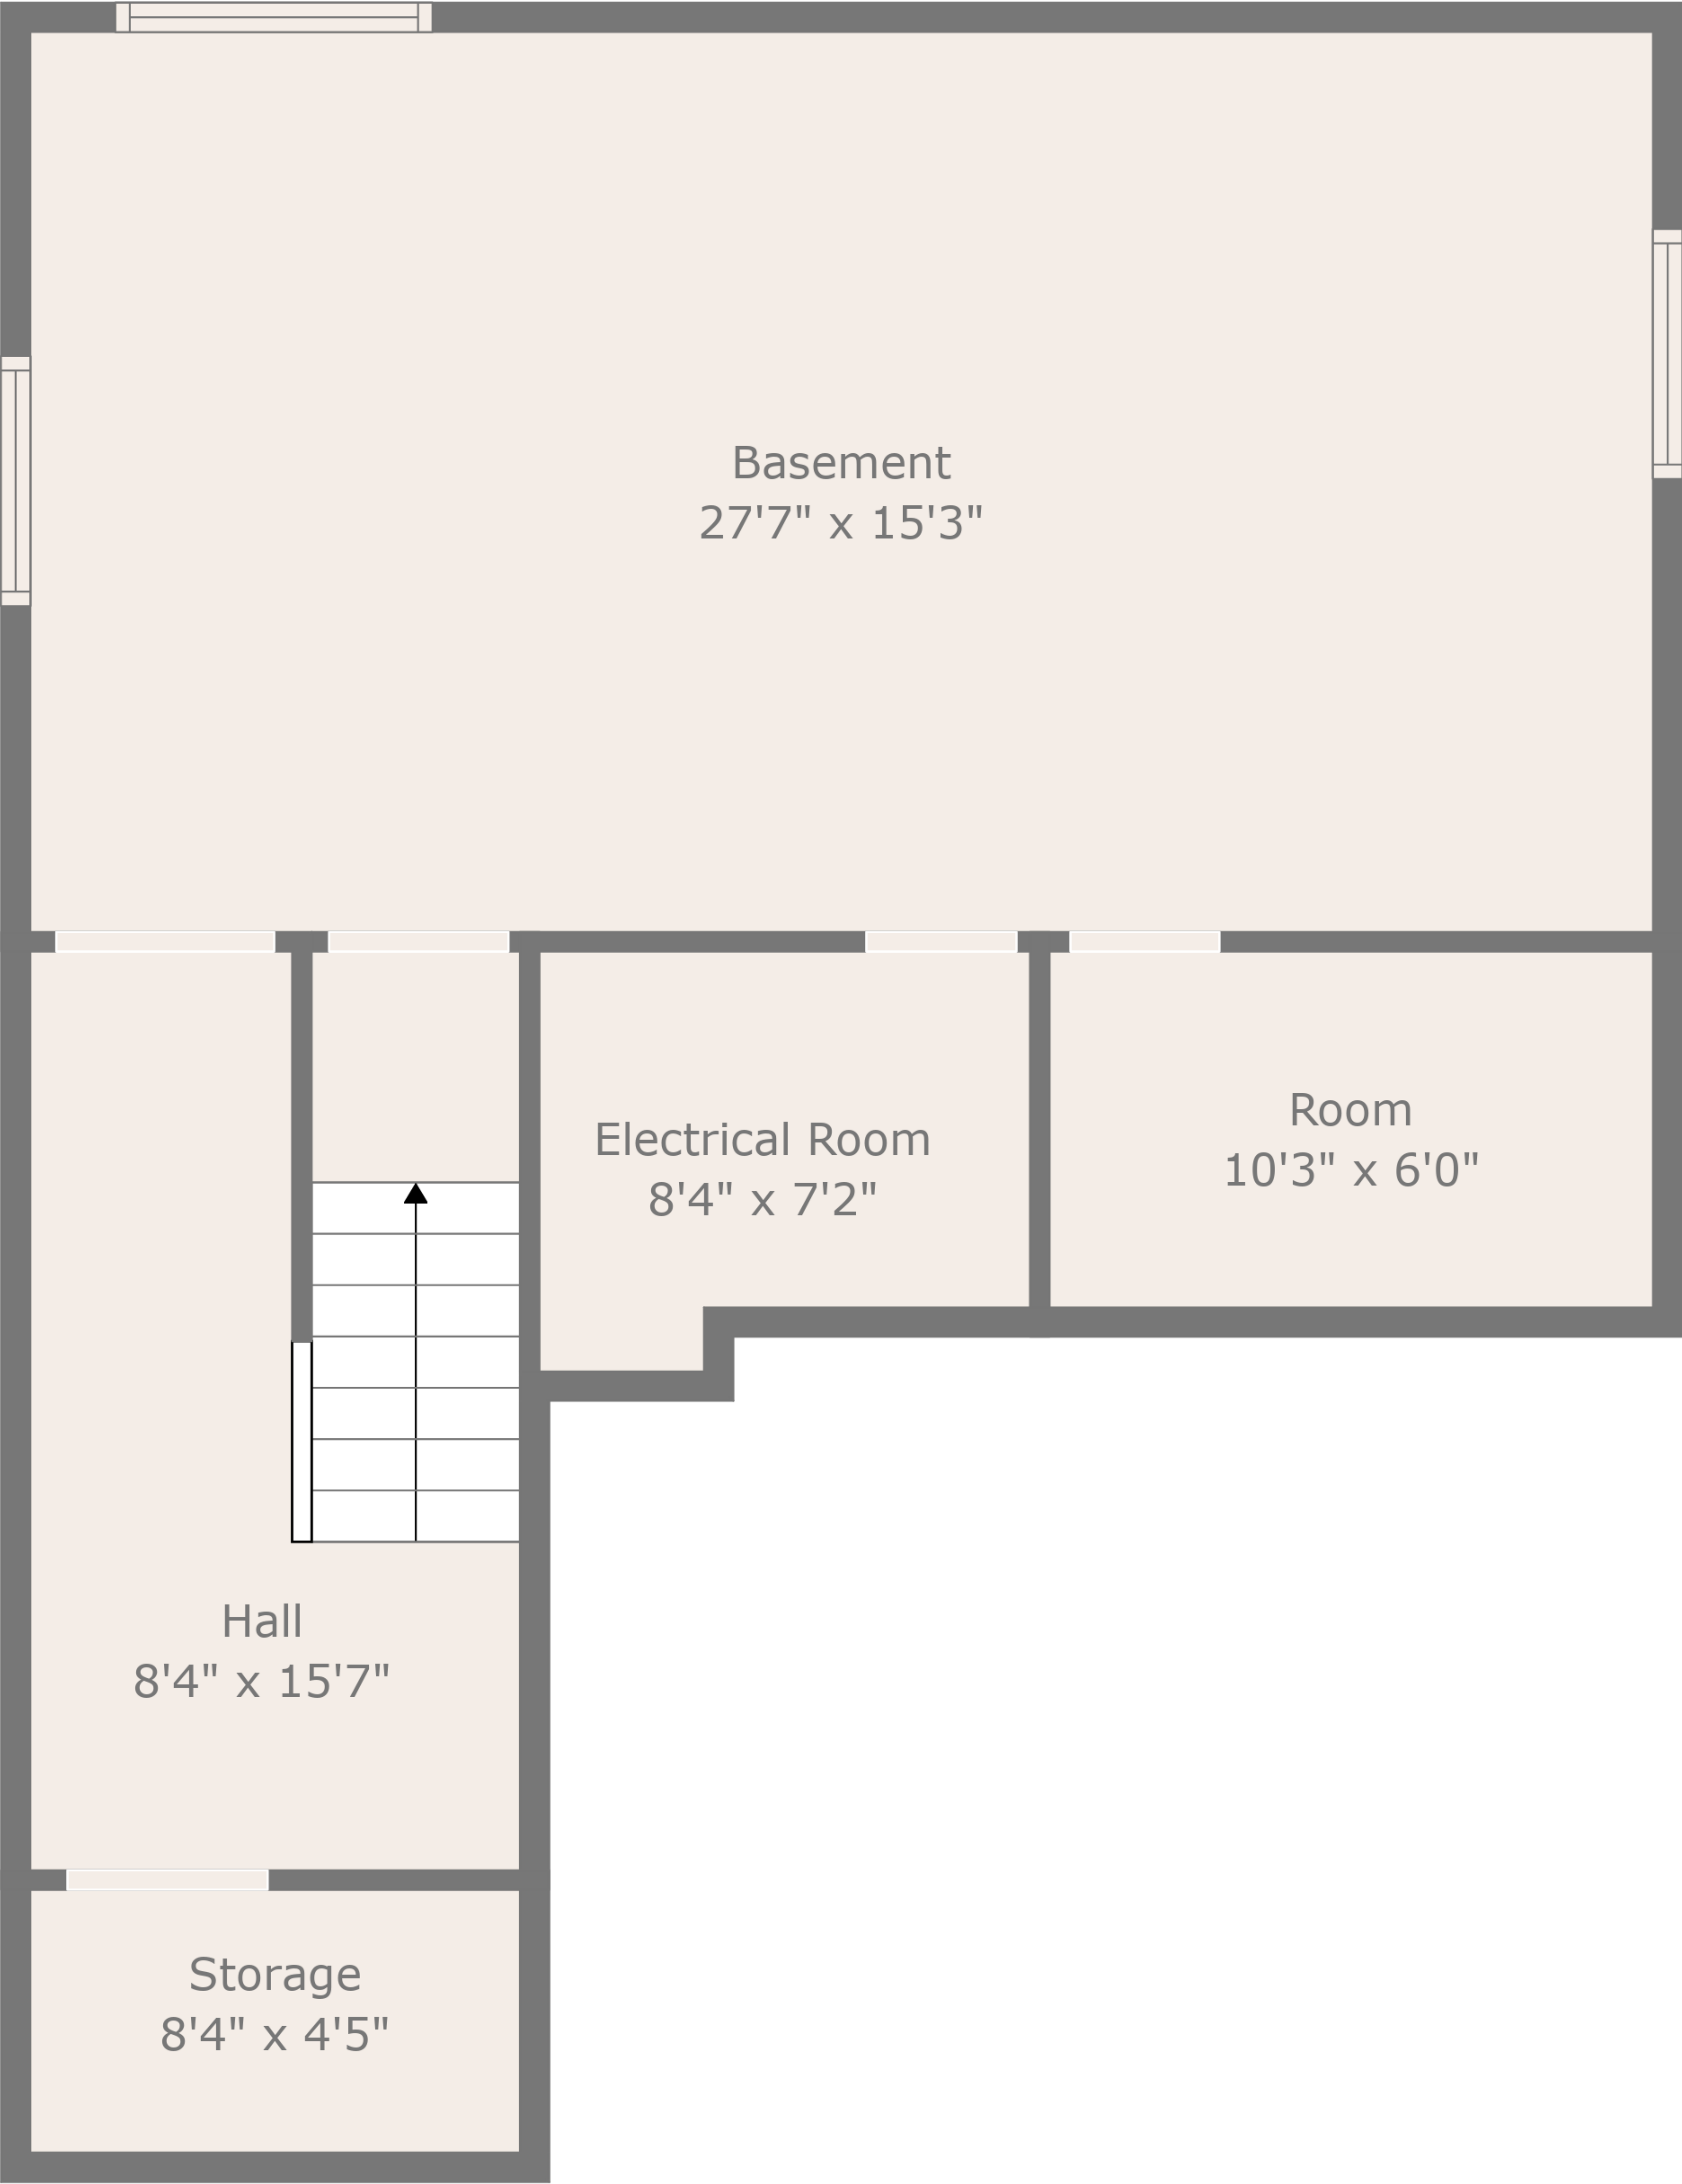 Basement
27'7" x 15'3"
Electrical Room
8'4" x 7'2"
Room
10'3" x 6'0"
Hall
8'4" x 15'7"
Storage
8'4" x 4'5"